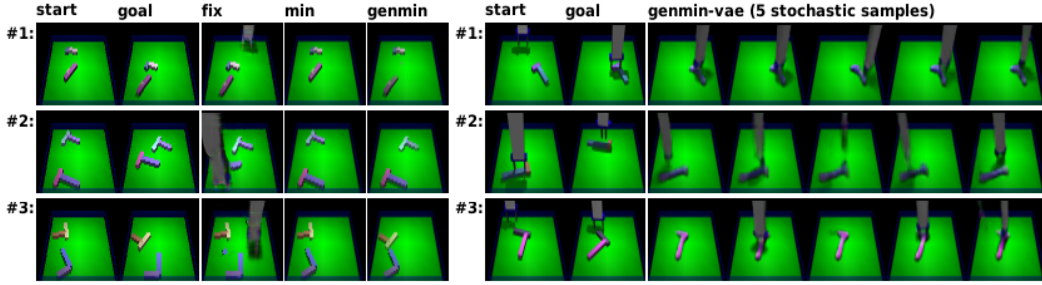 start goal fix min genmin start goal genmin-vae (5 stochastic samples)
#1: #1:
#2: #2:
#3: #3: